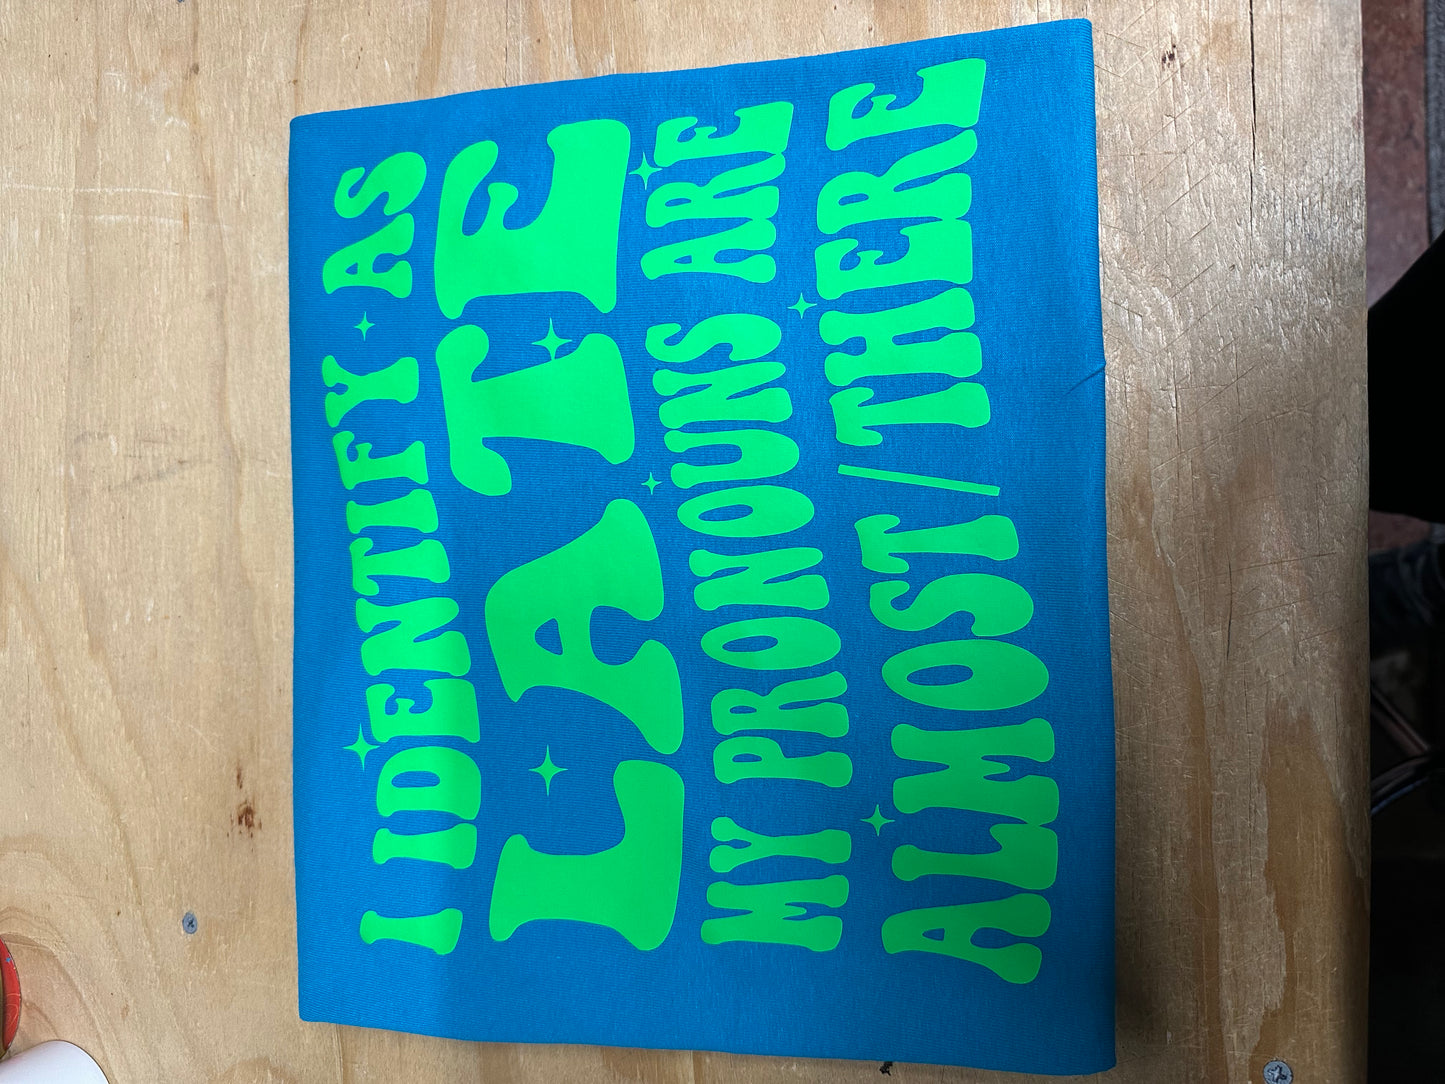 I IDENTIFY AS
LATE
MY PRONOUNS ARE
ALMOST/THERE